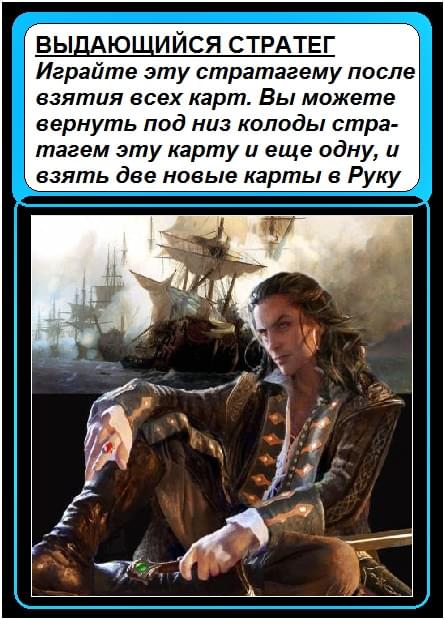 ВЫДАЮЩИЙСЯ СТРАТЕГ
Играйте эту стратагему после
взятия всех карт. Вы можете
вернуть под низ колоды стра-
тагем эту карту и еще одну, и
взять две новые карты в Руку